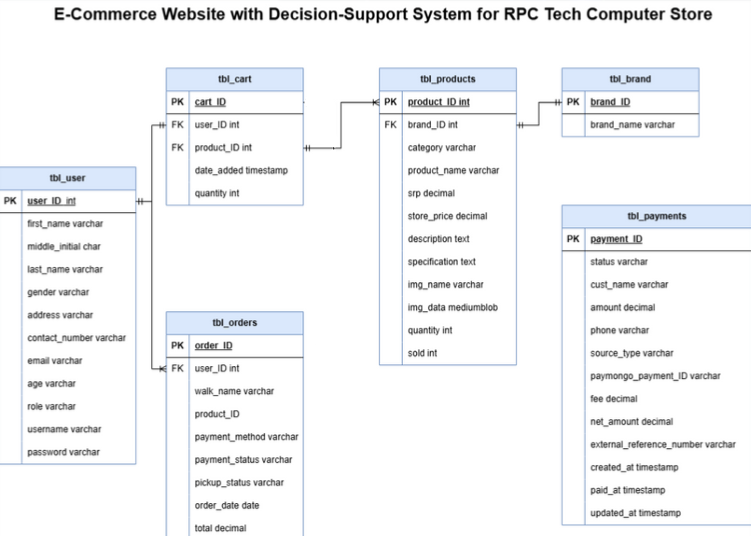 E-Commerce Website with Decision-Support System for RPC Tech Computer Store
tbl_cart
PK cart_ID
FK user_ID int
FK product_ID int
date_added timestamp
quantity int
tbl_products
PK product_ID int
FK brand_ID int
category varchar
product_name varchar
srp decimal
store_price decimal
description text
specification text
img_name varchar
img_data mediumblob
quantity int
sold int
tbl_brand
PK brand_ID
brand_name varchar
tbl_user
PK user_ID int
first_name varchar
middle_initial char
last_name varchar
gender varchar
address varchar
contact_number varchar
email varchar
age varchar
role varchar
username varchar
password varchar
tbl_orders
PK order_ID
FK user_ID int
walk_name varchar
product_ID
payment_method varchar
payment_status varchar
pickup_status varchar
order_date date
total decimal
tbl_payments
PK payment_ID
status varchar
cust_name varchar
amount decimal
phone varchar
source_type varchar
paymongo_payment_ID varchar
fee decimal
net_amount decimal
external_reference_number varchar
created_at timestamp
paid_at timestamp
updated_at timestamp